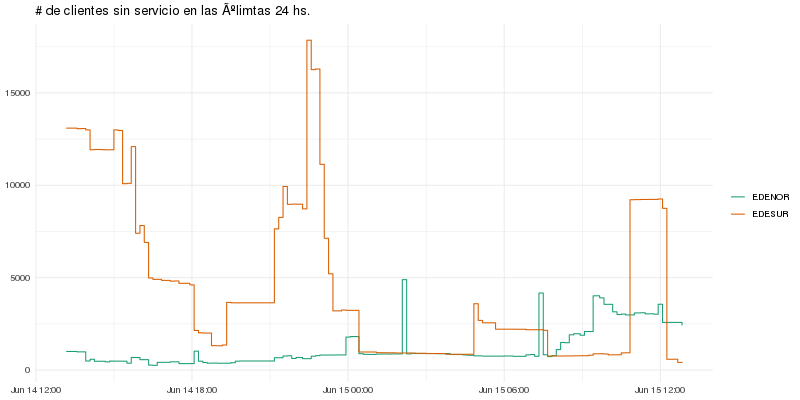 # de clientes sin servicio en las Ãºlimtas 24 hs.
15000
10000
5000
0
Jun 14 12:00
Jun 14 18:00
Jun 15 00:00
Jun 15 06:00
Jun 15 12:00
EDENOR
EDESUR